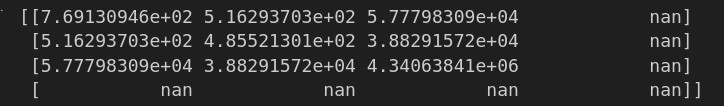 [[7.69130946e+02 5.16293703e+02 5.77798309e+04 nan]
[5.16293703e+02 4.85521301e+02 3.88291572e+04 nan]
[5.77798309e+04 3.88291572e+04 4.34063841e+06 nan]
[ nan nan nan nan]]